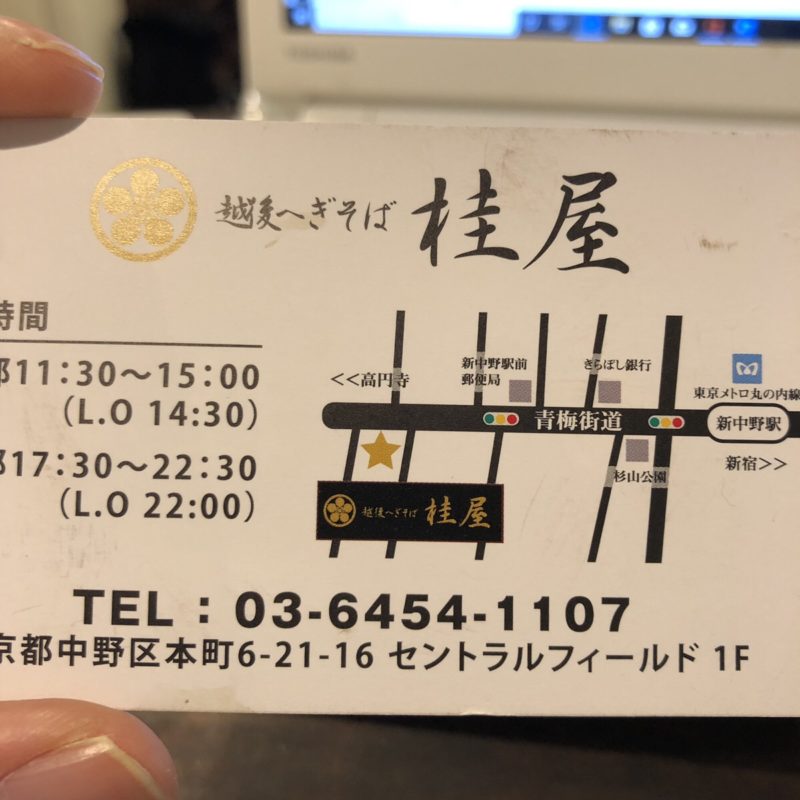 越後へぎそば 桂屋
時間
部11:30～15:00
(L.O 14:30)
部17:30～22:30
(L.O 22:00)
<<高円寺
新中野駅前
郵便局
きらぼし銀行
東京メトロ丸の内線
青梅街道
新中野駅
杉山公園
新宿>>
越後へぎそば 桂屋
TEL：03-6454-1107
京都中野区本町6-21-16 セントラルフィールド 1F